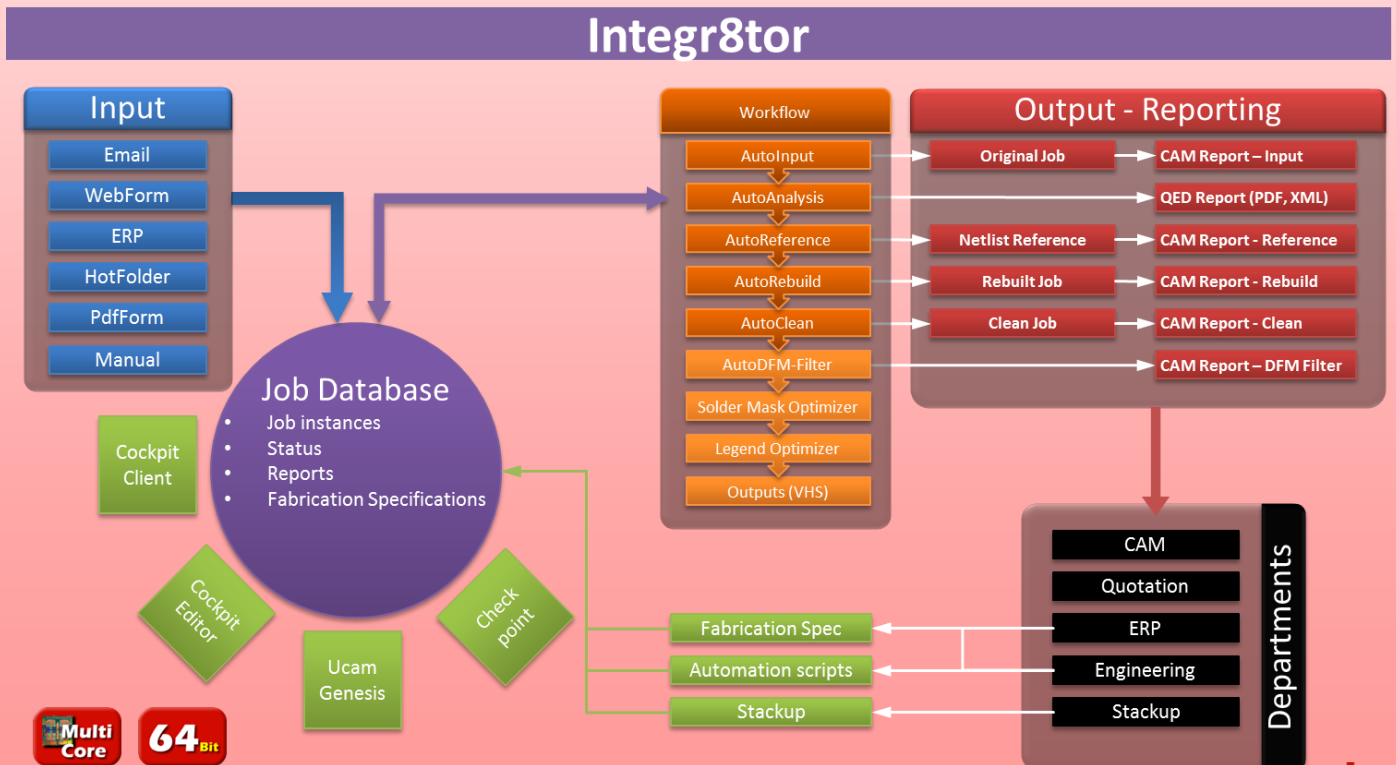 Integr8tor
Input
Email
WebForm
ERP
HotFolder
PdfForm
Manual
Job Database
• Job instances
• Status
• Reports
• Fabrication Specifications
Cockpit
Client
Cockpit
Editor
Ucam
Genesis
Check
point
Multi
Core
64 Bit
Workflow
AutoInput
AutoAnalysis
AutoReference
AutoRebuild
AutoClean
AutoDFM-Filter
Solder Mask Optimizer
Legend Optimizer
Outputs (VHS)
Output - Reporting
Original Job
CAM Report – Input
QED Report (PDF, XML)
Netlist Reference
CAM Report - Reference
Rebuilt Job
CAM Report - Rebuild
Clean Job
CAM Report - Clean
CAM Report – DFM Filter
Fabrication Spec
Automation scripts
Stackup
CAM
Quotation
ERP
Engineering
Stackup
Departments